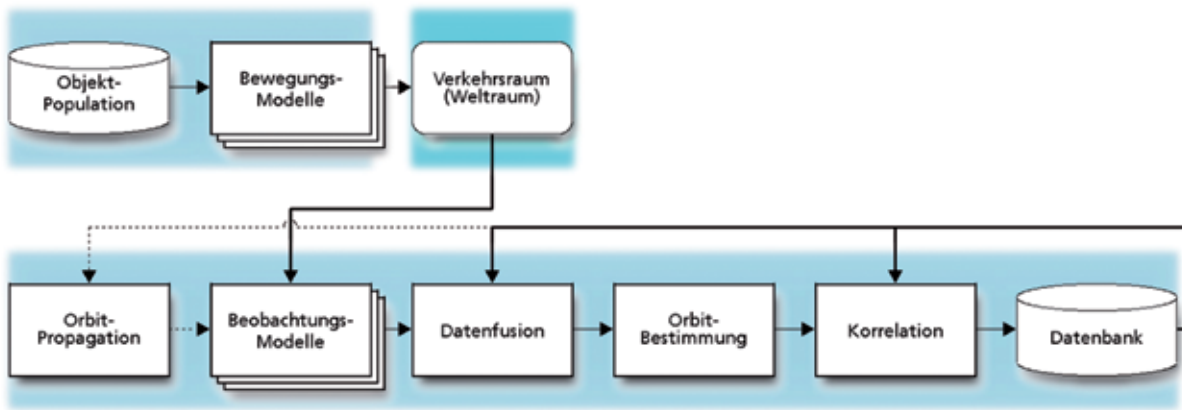 Objekt-
Population
Bewegungs-
Modelle
Verkehrsraum
(Weltraum)
Orbit-
Propagation
Beobachtungs-
Modelle
Datenfusion
Orbit-
Bestimmung
Korrelation
Datenbank